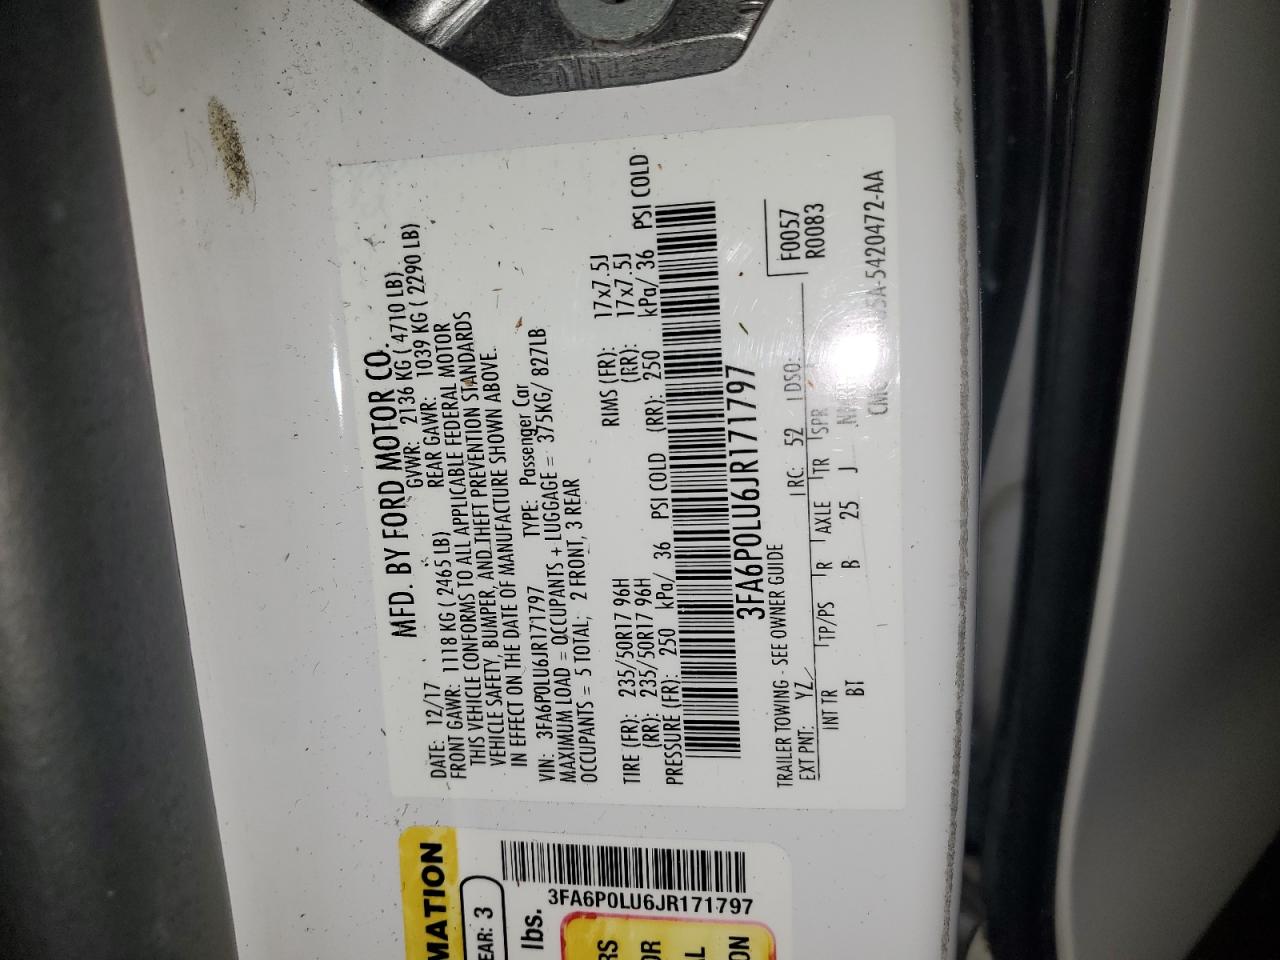 MFD. BY FORD MOTOR CO.
DATE: 12/17 GVWR: 2136 KG ( 4710 LB)
FRONT GAWR: 1118 KG ( 2465 LB) REAR GAWR: 1039 KG ( 2290 LB)
THIS VEHICLE CONFORMS TO ALL APPLICABLE FEDERAL MOTOR
VEHICLE SAFETY, BUMPER, AND THEFT PREVENTION STANDARDS
IN EFFECT ON THE DATE OF MANUFACTURE SHOWN ABOVE.
VIN: 3FA6P0LU6JR171797 TYPE: Passenger Car
MAXIMUM LOAD = OCCUPANTS + LUGGAGE = 375KG/ 827LB
OCCUPANTS = 5 TOTAL; 2 FRONT, 3 REAR
TIRE (FR): 235/50R17 96H RIMS (FR): 17x7.5J
(RR): 235/50R17 96H (RR): 17x7.5J
PRESSURE (FR): 250 kPa/ 36 PSI COLD (RR): 250 kPa/ 36 PSI COLD
3FA6P0LU6JR171797
F0057
R0083
TRAILER TOWING - SEE OWNER GUIDE
EXT PNT: YZ RC: 52 DSO:
INT TR TP/PS R AXLE TR SPR
BT B 25 J
5A-5420472-AA
MATION
EAR: 3
lbs.
3FA6P0LU6JR171797
RS
OR
L
ON